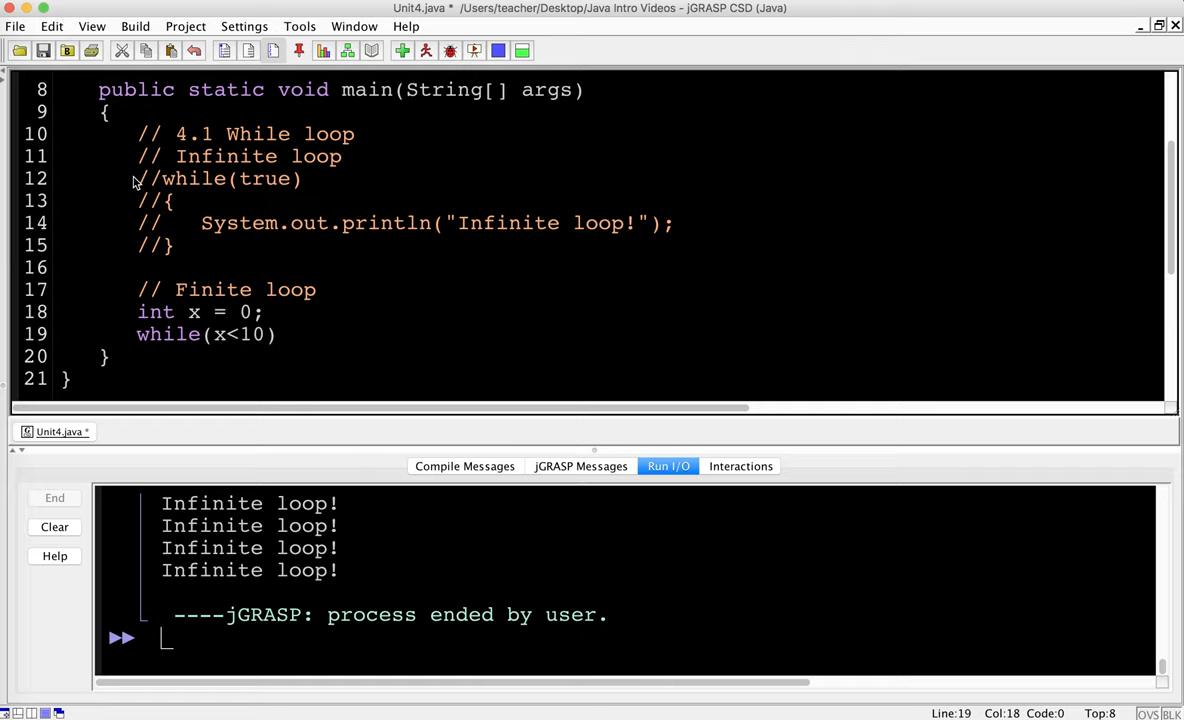 Unit4.java * /Users/teacher/Desktop/Java Intro Videos - jGRASP CSD (Java)
File Edit View Build Project Settings Tools Window Help
8 public static void main(String[] args)
9 {
10 // 4.1 While loop
11 // Infinite loop
12 //while(true)
13 //{
14 // System.out.println("Infinite loop!");
15 //}
16
17 // Finite loop
18 int x = 0;
19 while(x<10)
20 }
21 }
Unit4.java *
Compile Messages jGRASP Messages Run I/O Interactions
End
Clear
Help
Infinite loop!
Infinite loop!
Infinite loop!
Infinite loop!
----jGRASP: process ended by user.
Line:19 Col:18 Code:0 Top:8 OVS BLK